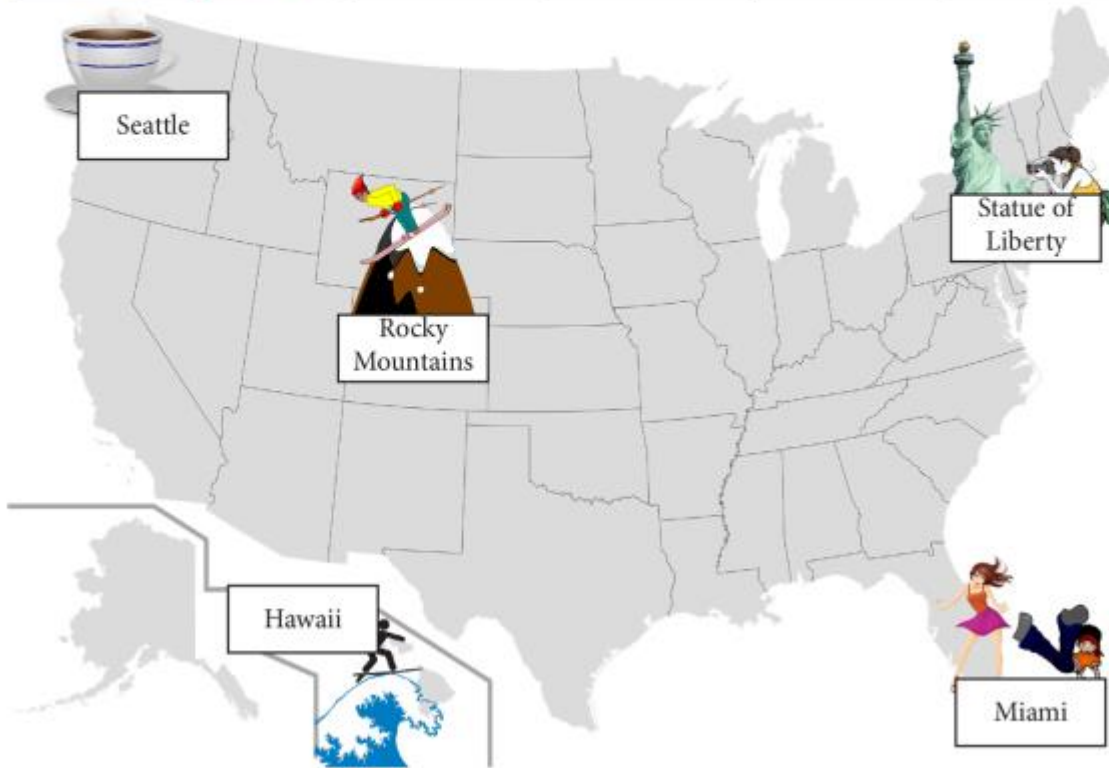 Seattle
Statue of
Liberty
Rocky
Mountains
Hawaii
Miami